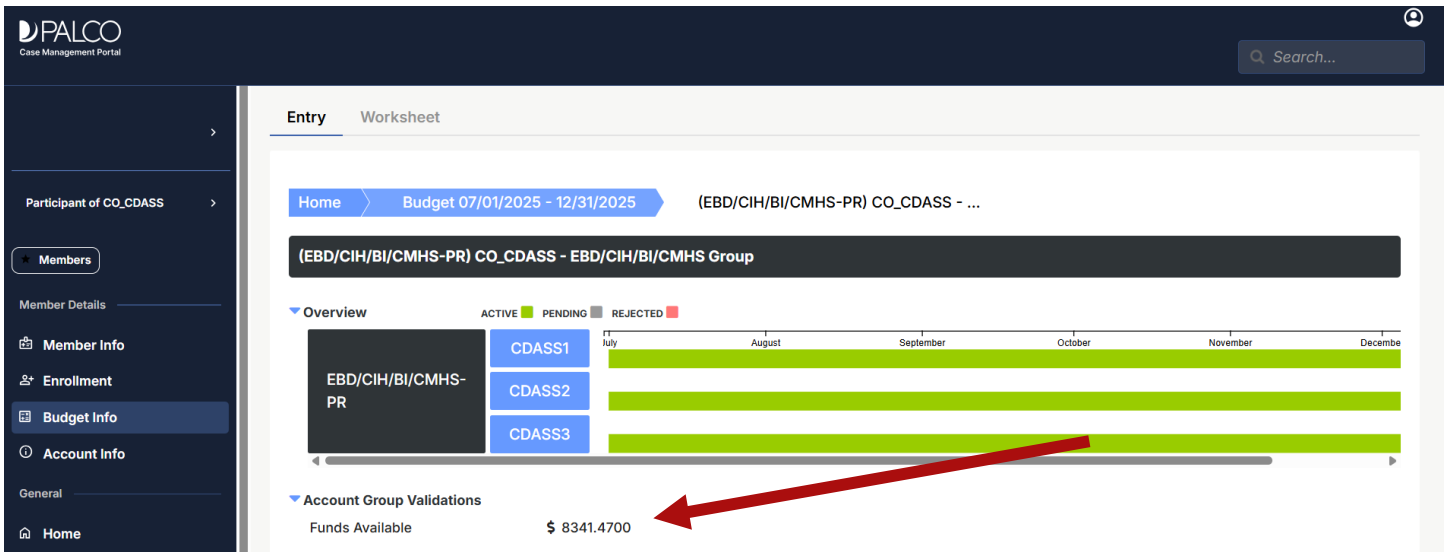 PALCO
Case Management Portal
Search...
Entry Worksheet
Participant of CO_CDASS
Home Budget 07/01/2025 - 12/31/2025 (EBD/CIH/BI/CMHS-PR) CO_CDASS - ...
Members
(EBD/CIH/BI/CMHS-PR) CO_CDASS - EBD/CIH/BI/CMHS Group
Member Details
Overview ACTIVE PENDING REJECTED
Member Info
Enrollment
Budget Info
Account Info
General
Home
EBD/CIH/BI/CMHS-
PR
CDASS1
CDASS2
CDASS3
July August September October November Decembe
Account Group Validations
Funds Available $ 8341.4700